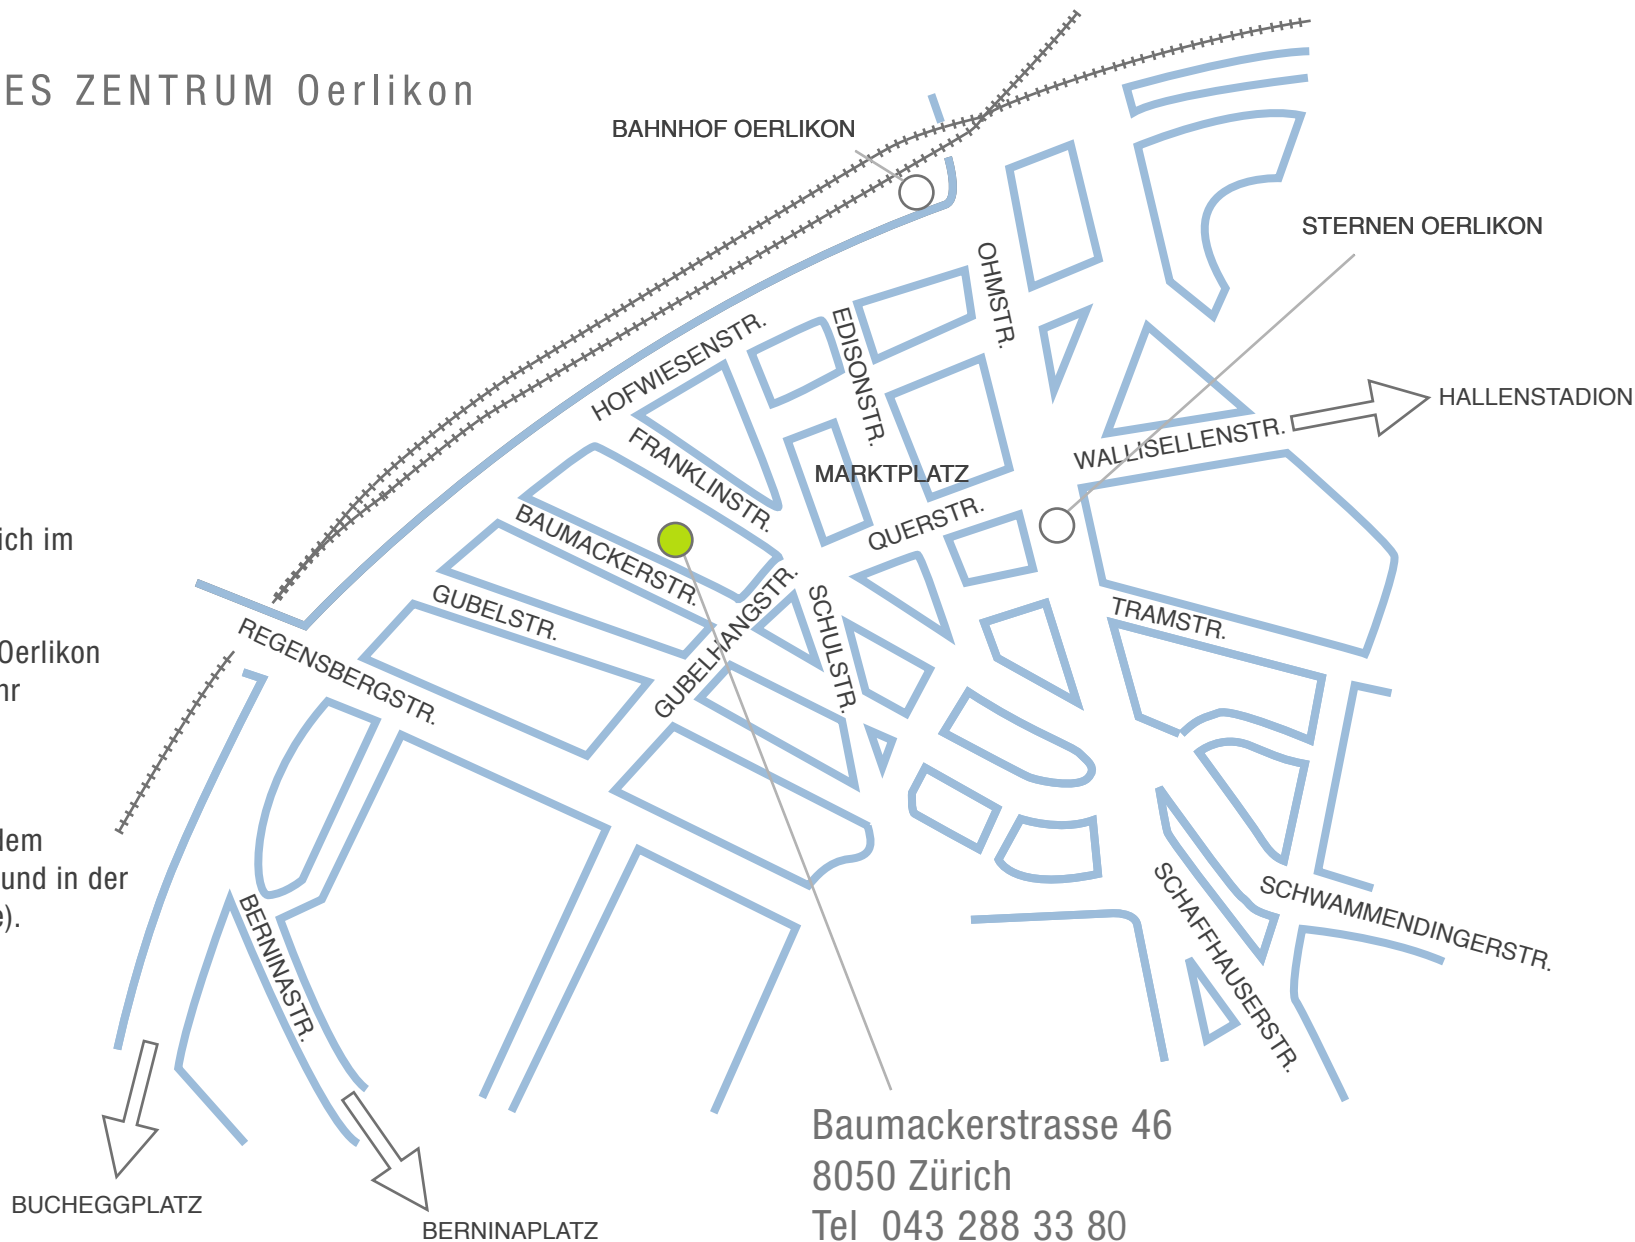 ES ZENTRUM Oerlikon
BAHNHOF OERLIKON
STERNEN OERLIKON
OHMSTR.
EDISONSTR.
HOFWIESENSTR.
HALLENSTADION
WALLISELLENSTR.
FRANKLINSTR.
MARKTPLATZ
QUERSTR.
BAUMACKERSTR.
ich im
GUBELSTR.
GUBELHANGSTR.
SCHULSTR.
TRAMSTR.
REGENSBERGSTR.
Oerlikon
hr
dem
und in der
e).
BERNINASTR.
SCHAFFHAUSERSTR.
SCHWAMMENDINGERSTR.
Baumackerstrasse 46
8050 Zürich
Tel 043 288 33 80
BUCHEGGPLATZ
BERNINAPLATZ